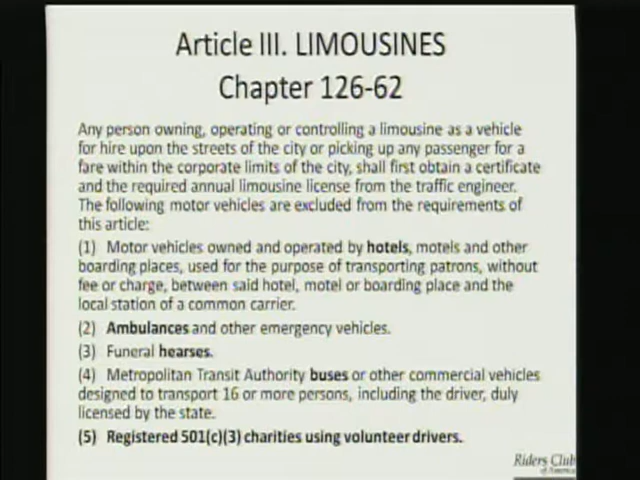 Article III. LIMOUSINES
Chapter 126-62
Any person owning, operating or controlling a limousine as a vehicle
for hire upon the streets of the city or picking up any passenger for a
fare within the corporate limits of the city, shall first obtain a certificate
and the required annual limousine license from the traffic engineer.
The following motor vehicles are excluded from the requirements of
this article:
(1) Motor vehicles owned and operated by hotels, motels and other
boarding places, used for the purpose of transporting patrons, without
fee or charge, between said hotel, motel or boarding place and the
local station of a common carrier.
(2) Ambulances and other emergency vehicles.
(3) Funeral hearses.
(4) Metropolitan Transit Authority buses or other commercial vehicles
designed to transport 16 or more persons, including the driver, duly
licensed by the state.
(5) Registered 501(c)(3) charities using volunteer drivers.
Riders Club
of America